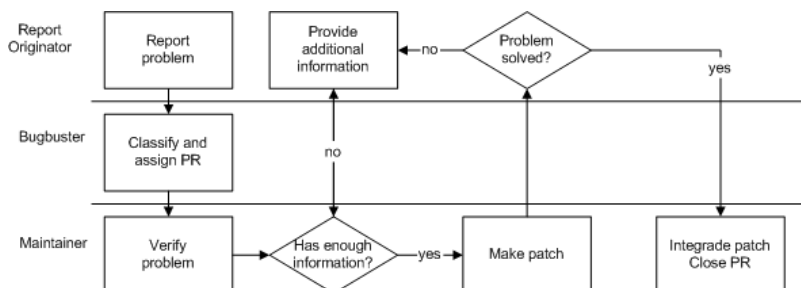 Report
Originator
Report
problem
Provide
additional
information
no
Problem
solved?
yes
Bugbuster
Classify and
assign PR
no
Maintainer
Verify
problem
Has enough
information?
yes
Make patch
Integrade patch
Close PR